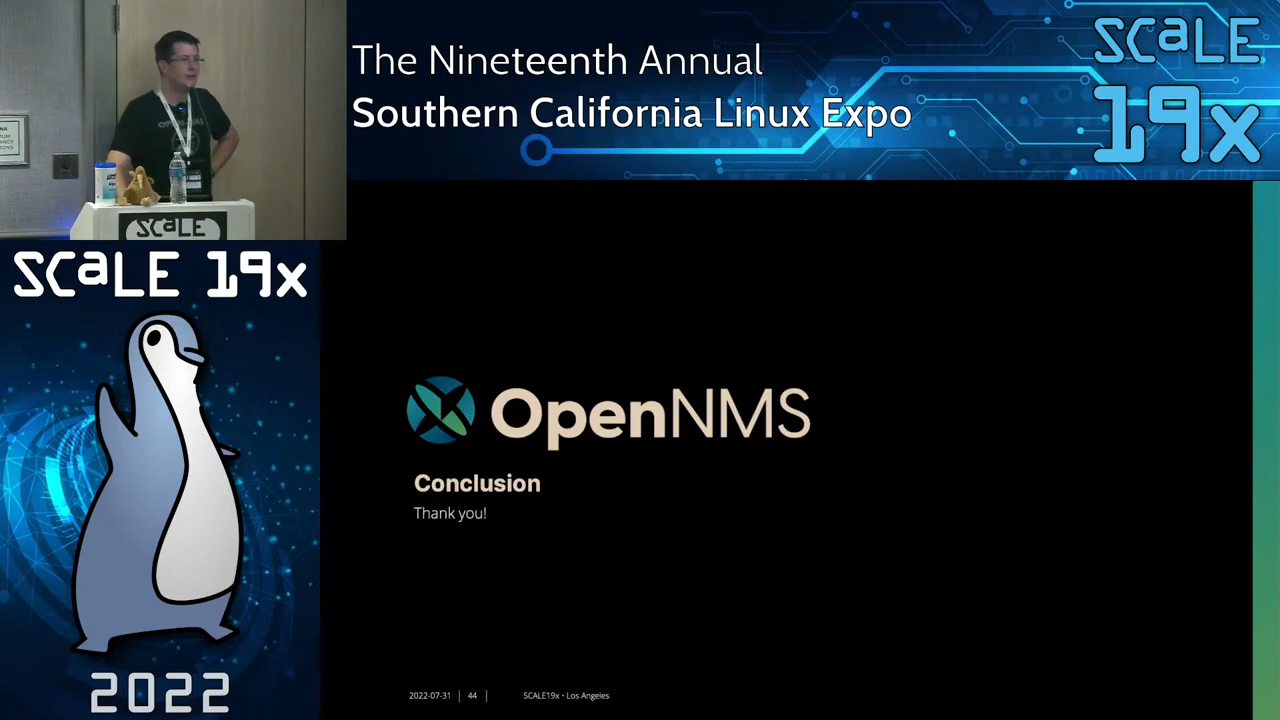 The Nineteenth Annual
Southern California Linux Expo
SCaLE
19x
SCaLE
SCaLE 19x
OpenNMS
Conclusion
Thank you!
2022-07-31 | 44 | SCALE19x • Los Angeles
2022